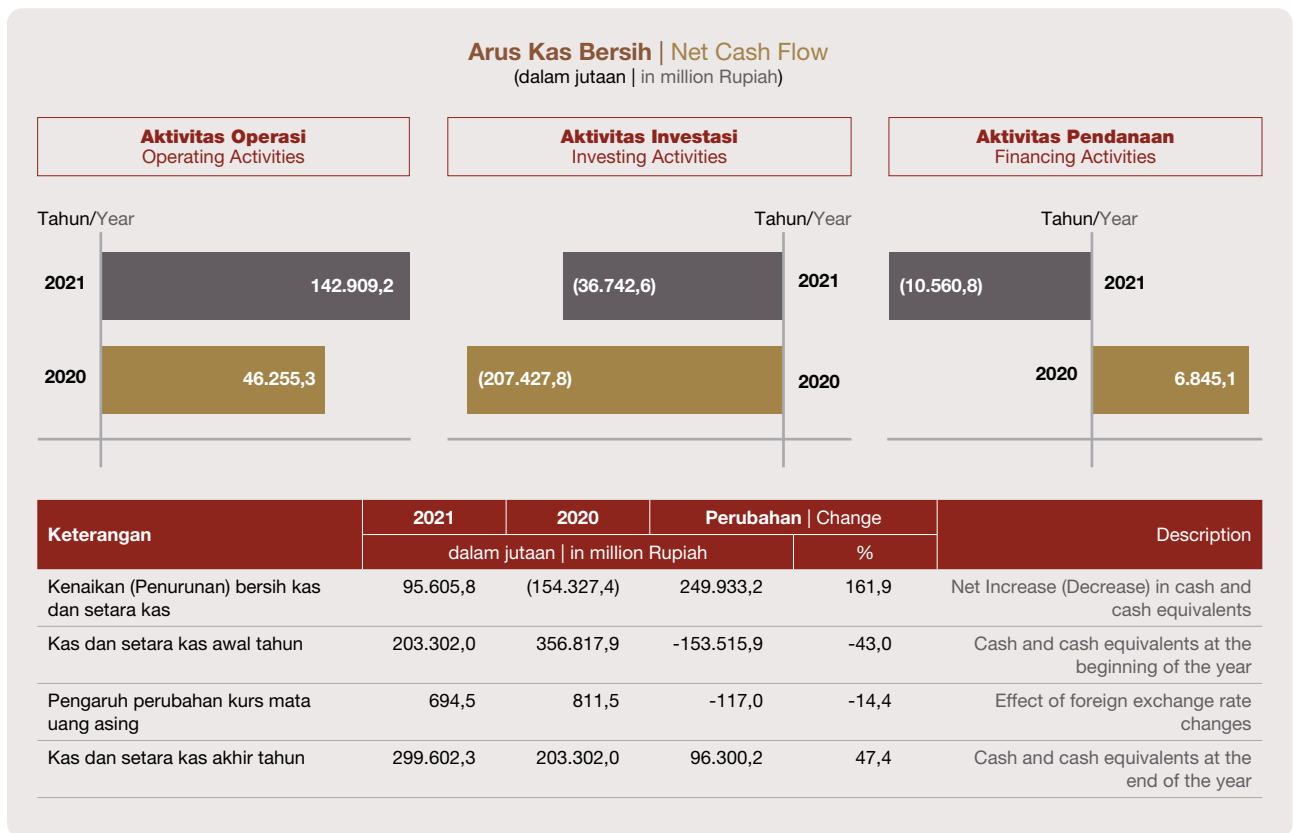 Arus Kas Bersih | Net Cash Flow
(dalam jutaan | in million Rupiah)
Aktivitas Operasi
Operating Activities
Tahun/Year
2021
142.909,2
2020
46.255,3
Aktivitas Investasi
Investing Activities
Tahun/Year
(36.742,6)
2021
(207.427,8)
2020
Aktivitas Pendanaan
Financing Activities
Tahun/Year
(10.560,8)
2021
2020
6.845,1
Keterangan
2021
2020
Perubahan | Change
Description
dalam jutaan | in million Rupiah
%
Kenaikan (Penurunan) bersih kas
dan setara kas
95.605,8
(154.327,4)
249.933,2
161,9
Net Increase (Decrease) in cash and
cash equivalents
Kas dan setara kas awal tahun
203.302,0
356.817,9
-153.515,9
-43,0
Cash and cash equivalents at the
beginning of the year
Pengaruh perubahan kurs mata
uang asing
694,5
811,5
-117,0
-14,4
Effect of foreign exchange rate
changes
Kas dan setara kas akhir tahun
299.602,3
203.302,0
96.300,2
47,4
Cash and cash equivalents at the
end of the year